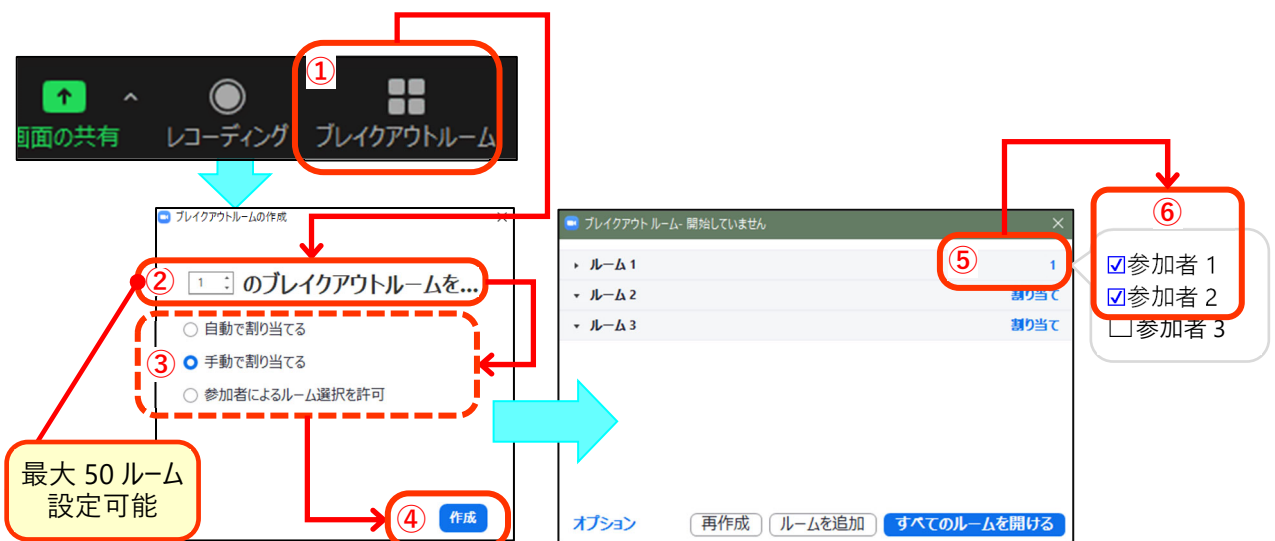 ①
画面の共有
レコーディング
ブレイクアウトルーム
ブレイクアウトルームの作成
②
1
のブレイクアウトルームを...
自動で割り当てる
③
手動で割り当てる
参加者によるルーム選択を許可
最大 50 ルーム
設定可能
④
作成
ブレイクアウト ルーム- 開始していません
ルーム 1
⑤
1
ルーム 2
割り当て
ルーム 3
割り当て
⑥
☑参加者 1
☑参加者 2
☐参加者 3
オプション
再作成
ルームを追加
すべてのルームを開ける